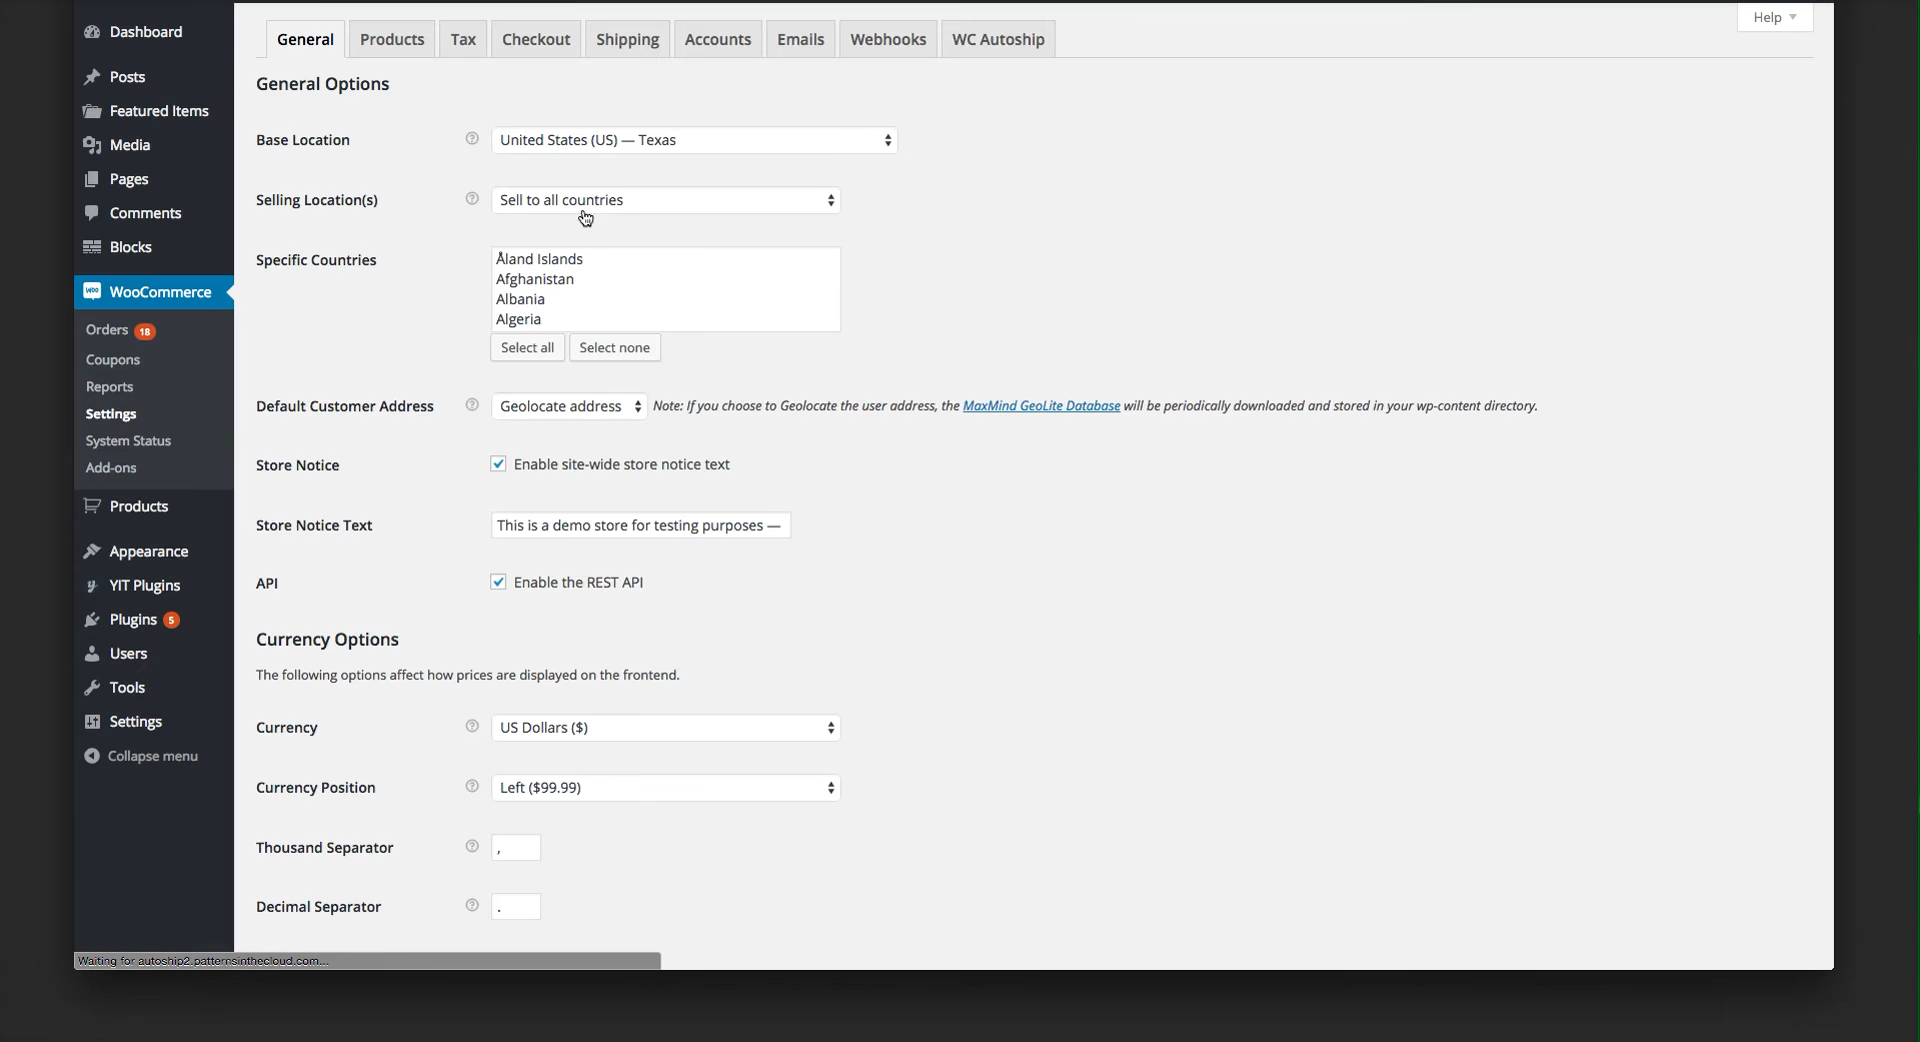 Help
Dashboard
Posts
Featured Items
Media
Pages
Comments
Blocks
WooCommerce
Orders 18
Coupons
Reports
Settings
System Status
Add-ons
Products
Appearance
YIT Plugins
Plugins 5
Users
Tools
Settings
Collapse menu
General Products Tax Checkout Shipping Accounts Emails Webhooks WC Autoship
General Options
Base Location United States (US) — Texas
Selling Location(s) Sell to all countries
Specific Countries Åland Islands
Afghanistan
Albania
Algeria
Select all Select none
Default Customer Address Geolocate address Note: If you choose to Geolocate the user address, the MaxMind GeoLite Database will be periodically downloaded and stored in your wp-content directory.
Store Notice Enable site-wide store notice text
Store Notice Text This is a demo store for testing purposes —
API Enable the REST API
Currency Options
The following options affect how prices are displayed on the frontend.
Currency US Dollars ($)
Currency Position Left ($99.99)
Thousand Separator ,
Decimal Separator .
Waiting for autoship2.patternsinthecloud.com...